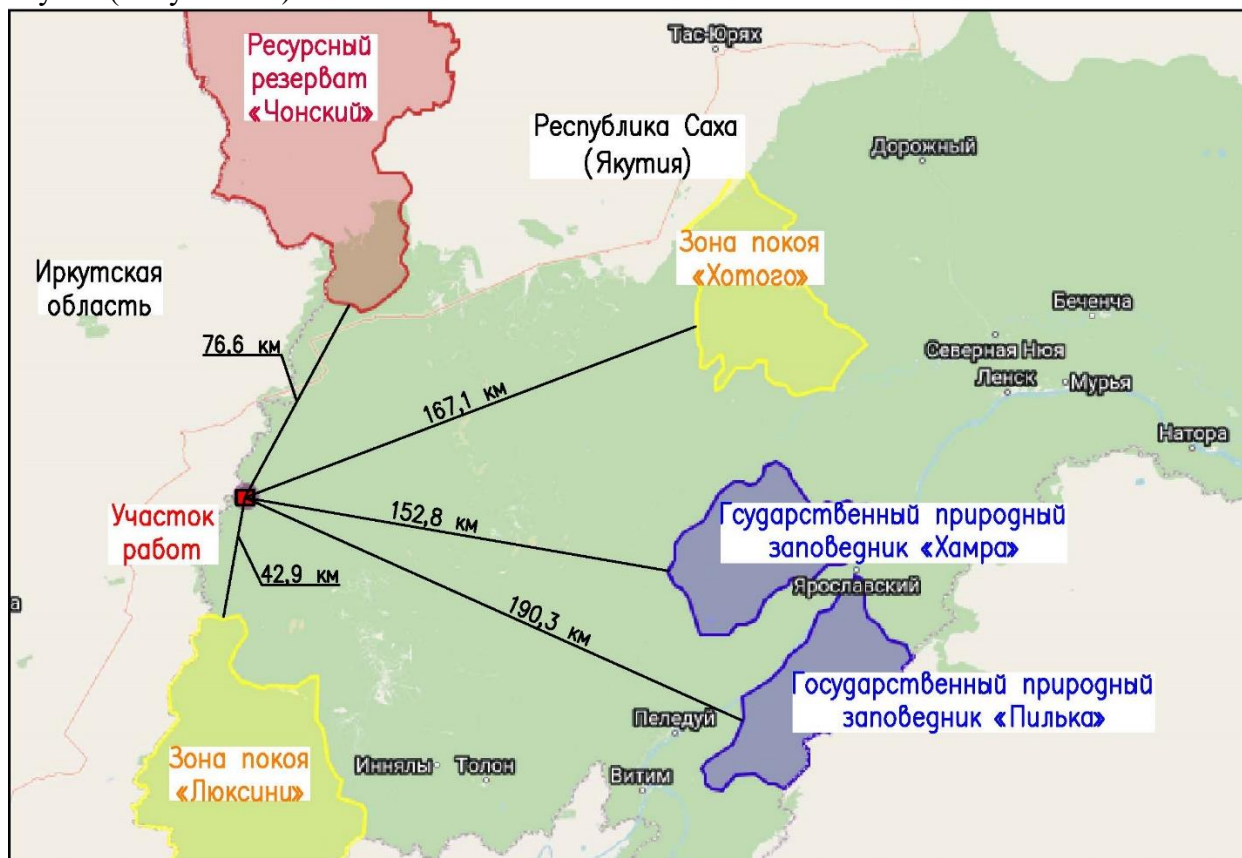 Тас-Юрях
Ресурсный
резерват
«Чонский»
Республика Саха
(Якутия)
Дорожный
Зона покоя
«Хотого»
Иркутская
область
Беченча
76,6 км
Северная Нюя
Ленск
Мурья
167,1 км
Натора
Участок
работ
152,8 км
Гсударственный природный
заповедник «Хамра»
42,9 км
Ярославский
190,3 км
Государственный природный
заповедник «Пилька»
Пеледуй
Зона покоя
«Люксини»
Иннялы
Толон
Витим